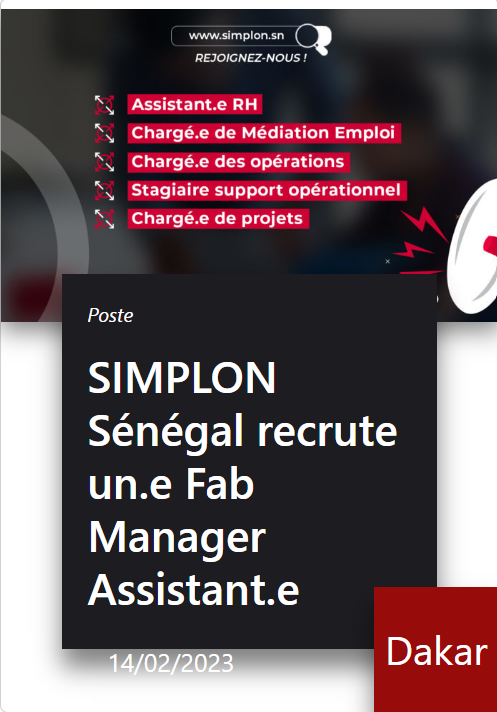 www.simplon.sn
REJOIGNEZ-NOUS !
Assistant.e RH
Chargé.e de Médiation Emploi
Chargé.e des opérations
Stagiaire support opérationnel
Chargé.e de projets
Poste
SIMPLON
Sénégal recrute
un.e Fab
Manager
Assistant.e
14/02/2023
Dakar